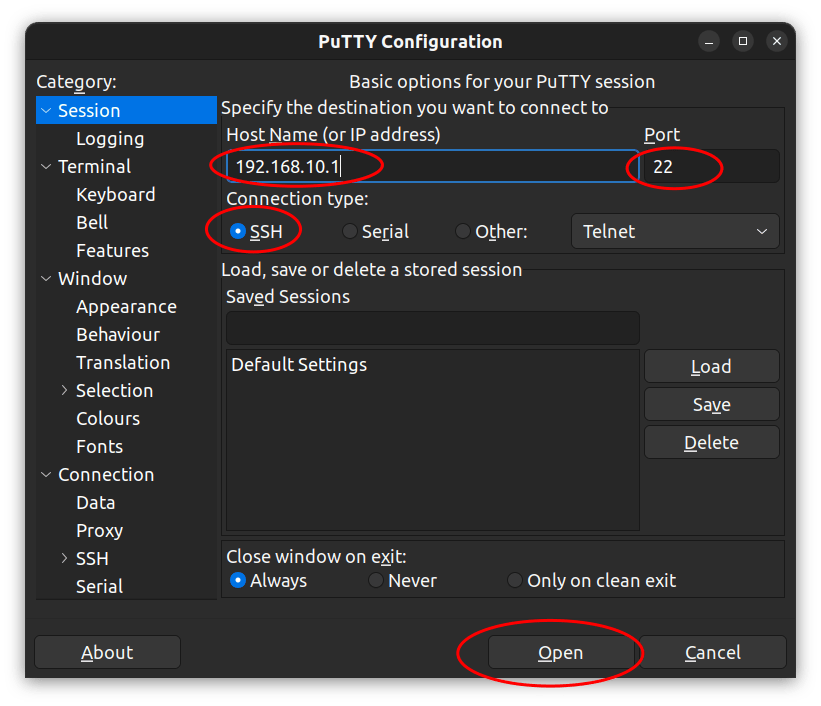 PuTTY Configuration
Category:
Session
Logging
Terminal
Keyboard
Bell
Features
Window
Appearance
Behaviour
Translation
Selection
Colours
Fonts
Connection
Data
Proxy
SSH
Serial
Basic options for your PuTTY session
Specify the destination you want to connect to
Host Name (or IP address) Port
192.168.10.1 22
Connection type:
SSH Serial Other: Telnet
Load, save or delete a stored session
Saved Sessions
Default Settings
Load
Save
Delete
Close window on exit:
Always Never Only on clean exit
About Open Cancel